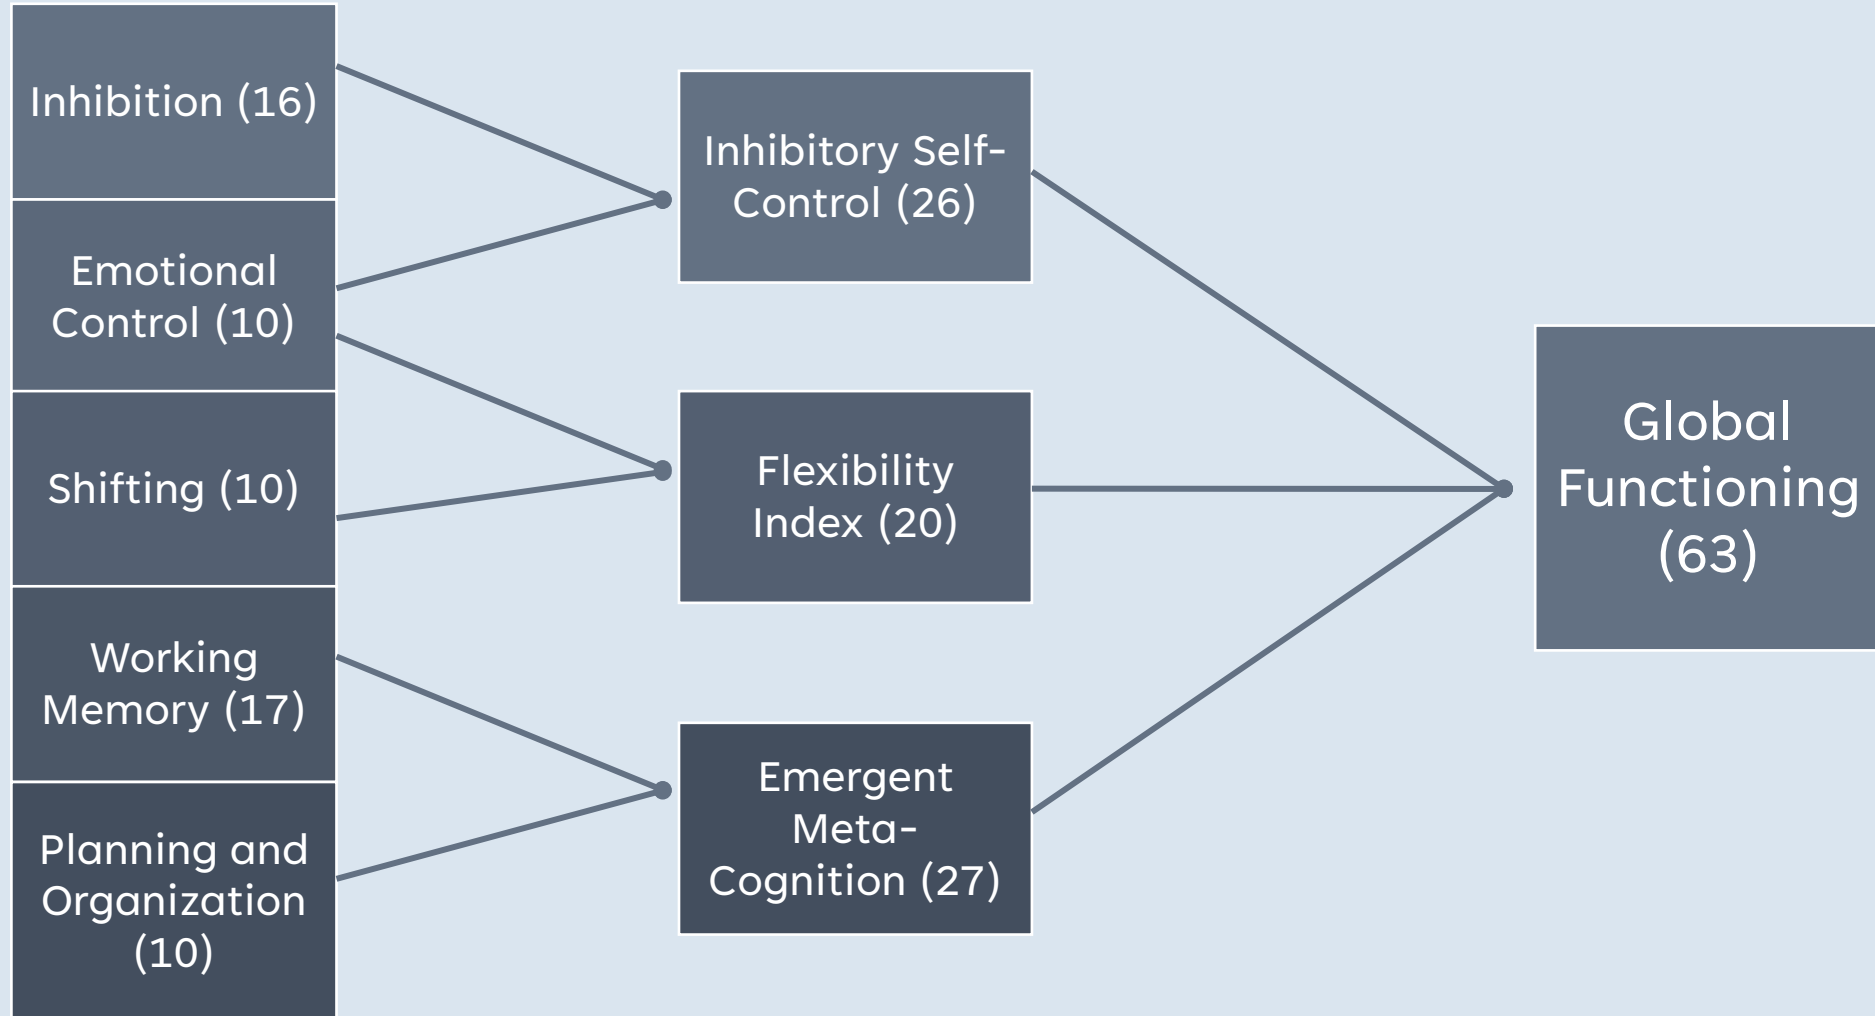 Inhibition (16)
Emotional
Control (10)
Shifting (10)
Working
Memory (17)
Planning and
Organization
(10)
Inhibitory Self-
Control (26)
Flexibility
Index (20)
Emergent
Meta-
Cognition (27)
Global
Functioning
(63)